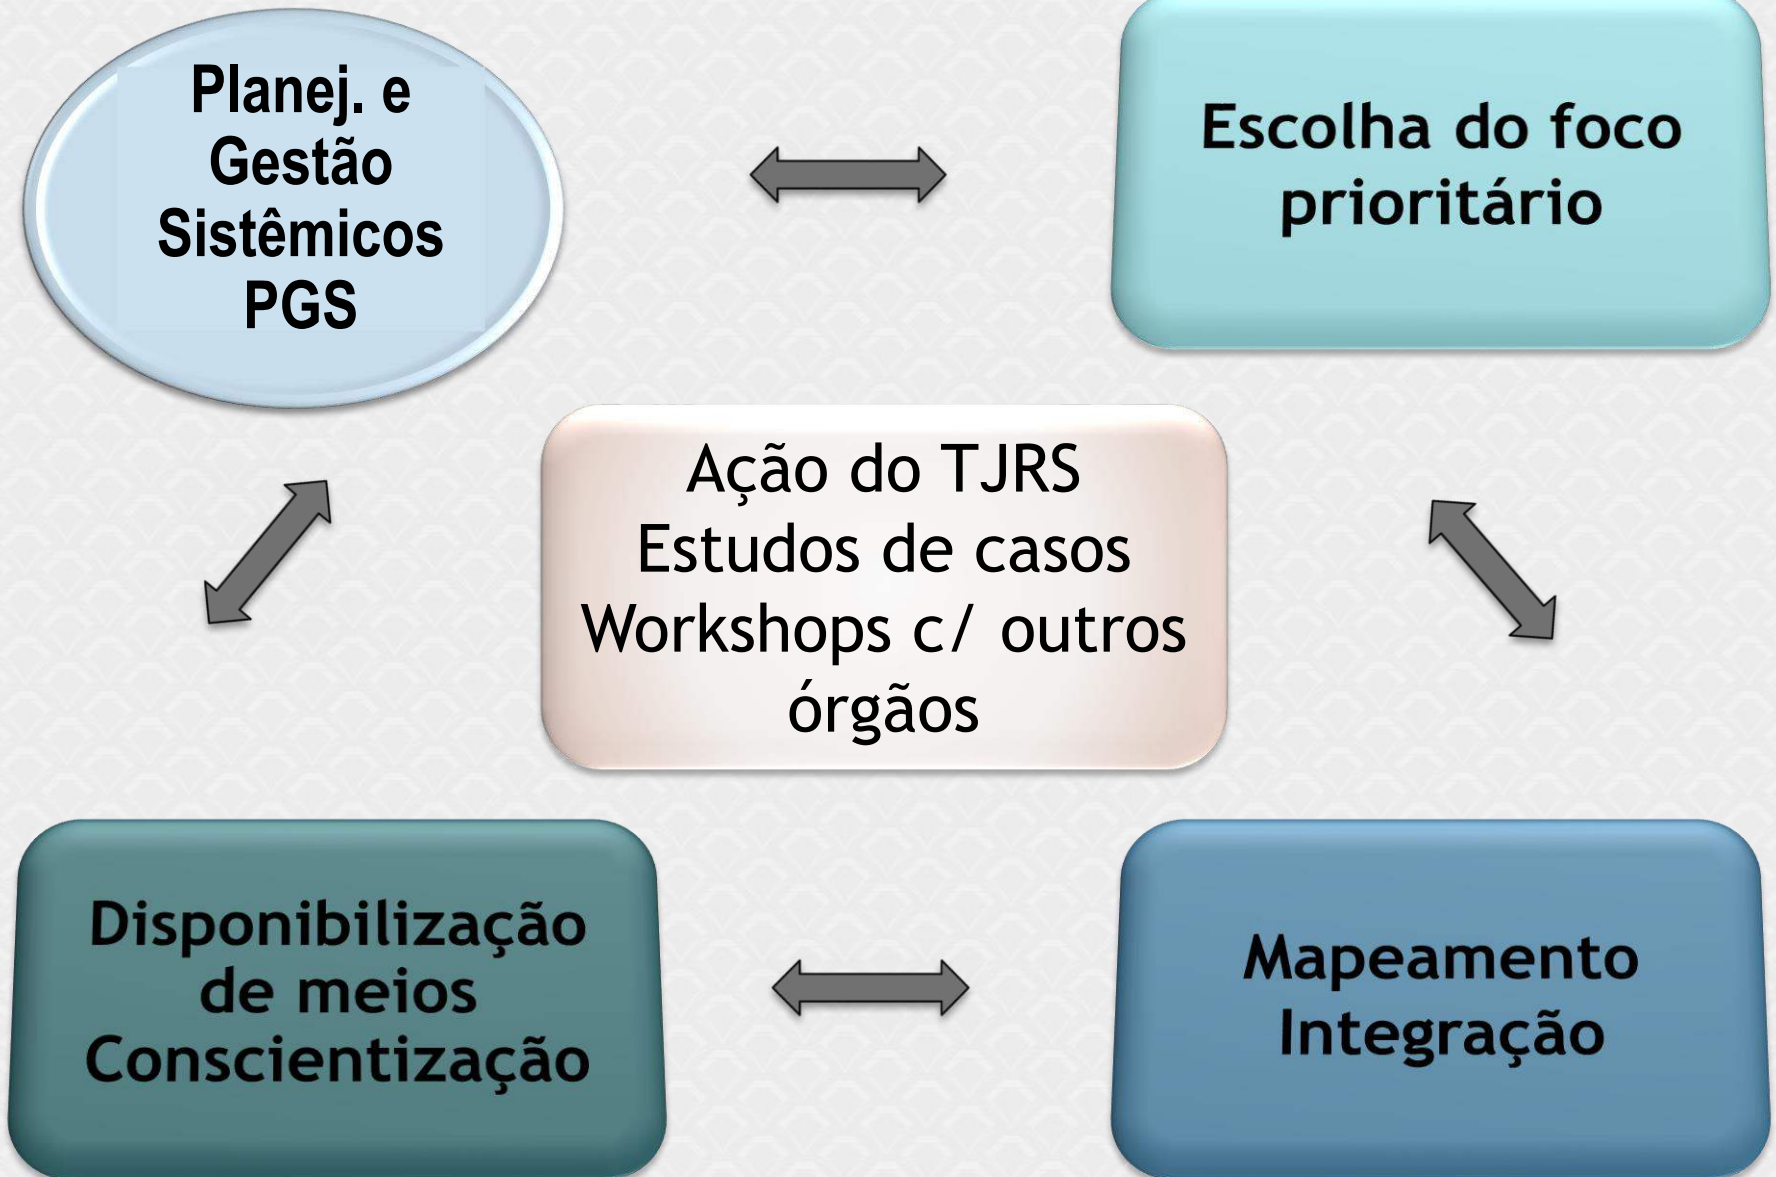 Planej. e
Gestão
Sistêmicos
PGS
Escolha do foco
prioritário
Ação do TJRS
Estudos de casos
Workshops c/ outros
órgãos
Disponibilização
de meios
Conscientização
Mapeamento
Integração